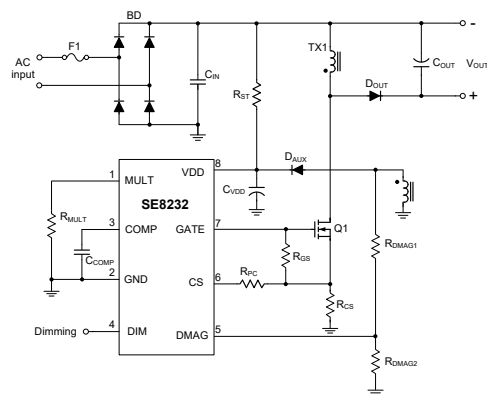 BD
-
F1
TX1
AC
input
CIN
COUT
VOUT
DOUT
RST
+
DAUX
8
VDD
1
MULT
CVDD
SE8232
RMULT
3
COMP
GATE
7
Q1
RDMAG1
CCOMP
RGS
2
GND
CS
6
RPC
RCS
Dimming
4
DIM
DMAG
5
RDMAG2